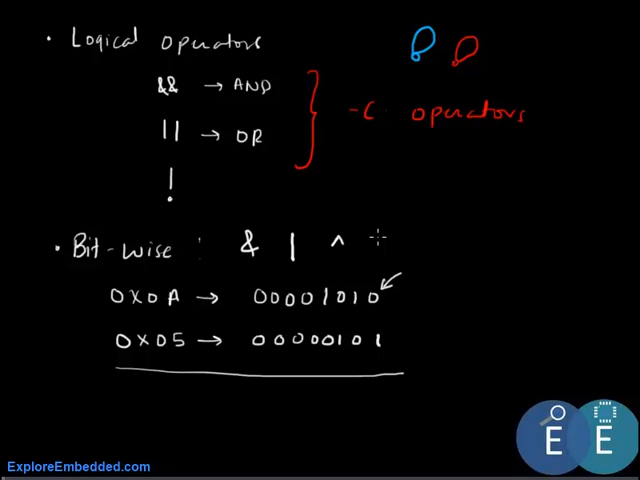 • Logical operators
&& → AND
|| → OR
!
- C operators
• Bit-wise : & | ^
0x0A → 00001010
0x05 → 00000101
E E
ExploreEmbedded.com